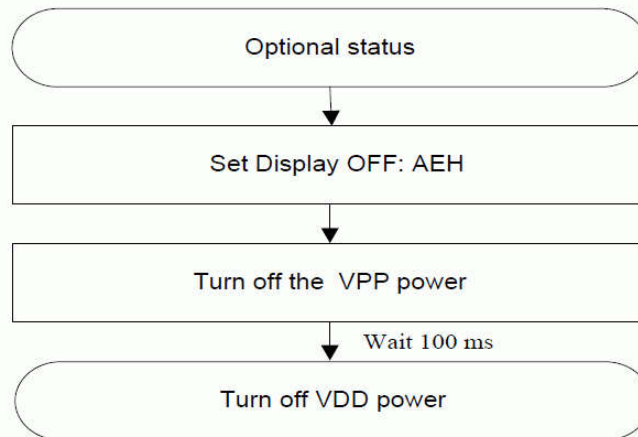 Optional status
Set Display OFF: AEH
Turn off the VPP power
Wait 100 ms
Turn off VDD power